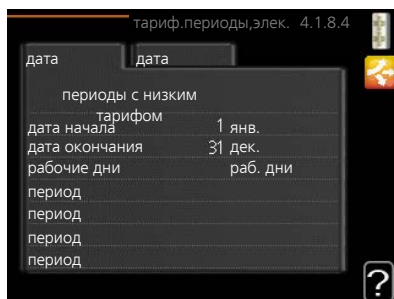 тариф.периоды,элек. 4.1.8.4
дата дата
периоды с низким
тарифом
дата начала 1 янв.
дата окончания 31 дек.
рабочие дни раб. дни
период
период
период
период
?